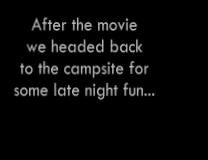 After the movie
we headed back
to the campsite for
some late night fun...